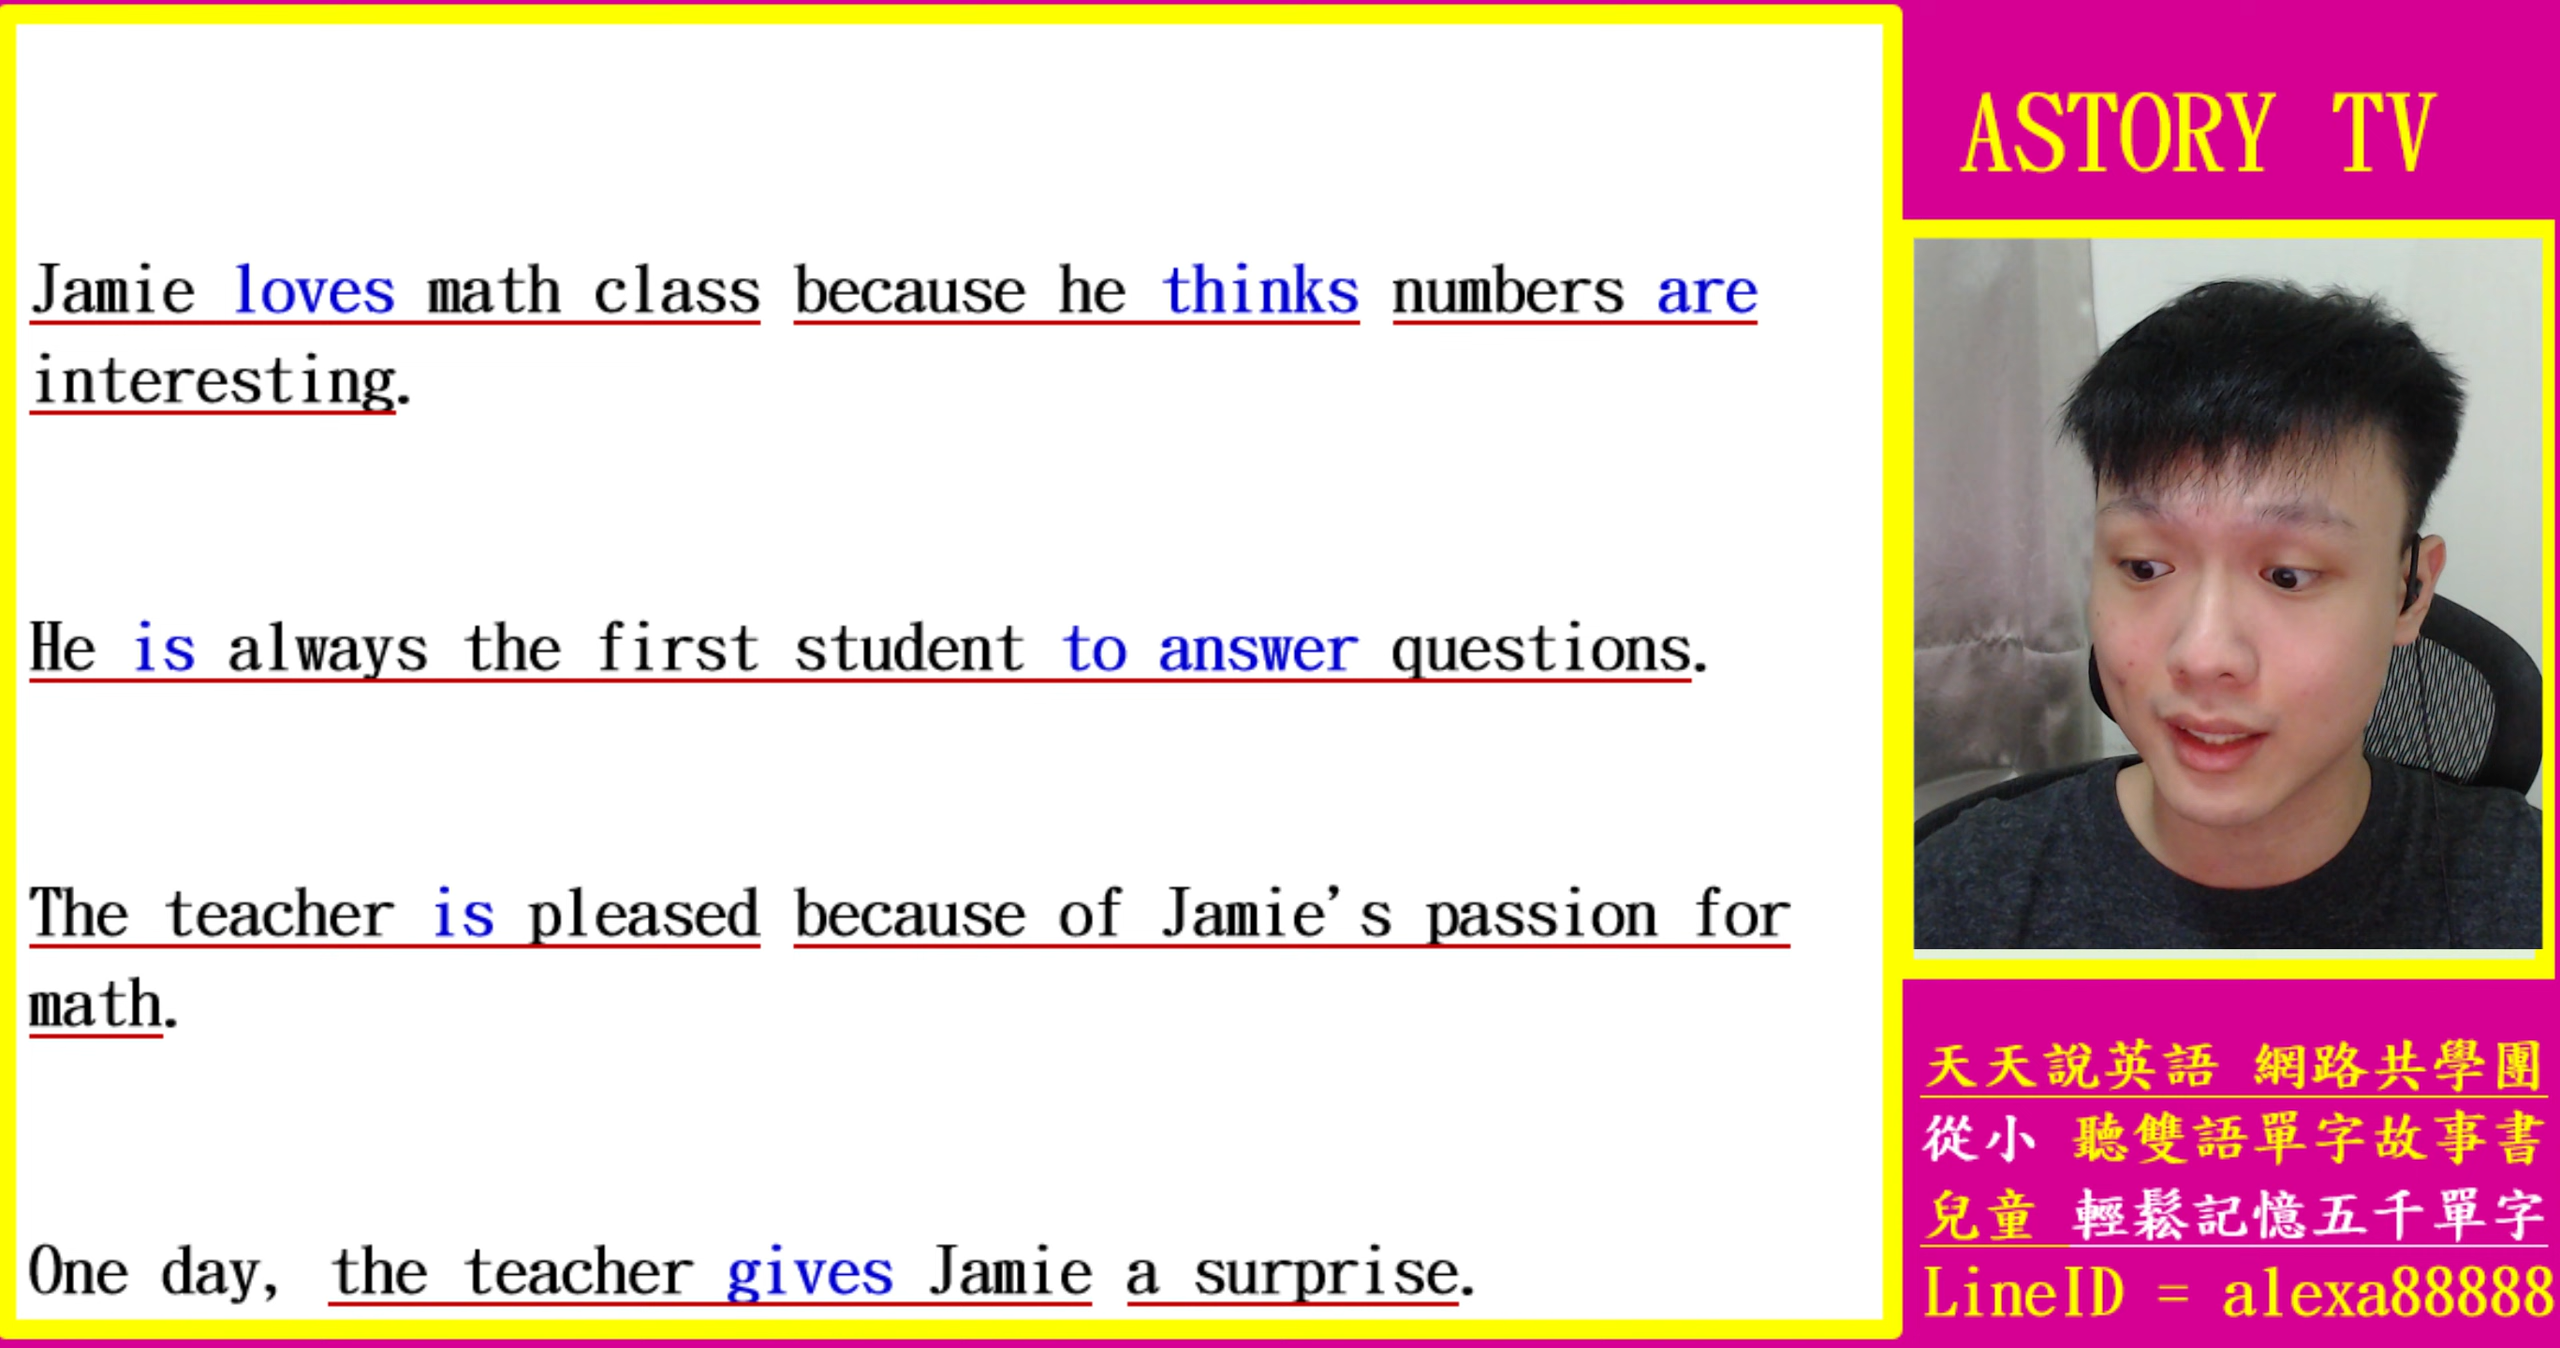 Jamie loves math class because he thinks numbers are
interesting.
He is always the first student to answer questions.
The teacher is pleased because of Jamie's passion for
math.
One day, the teacher gives Jamie a surprise.
ASTORY TV
天天說英語 網路共學團
從小 聽雙語單字故事書
兒童 輕鬆記憶五千單字
LineID = alexa88888